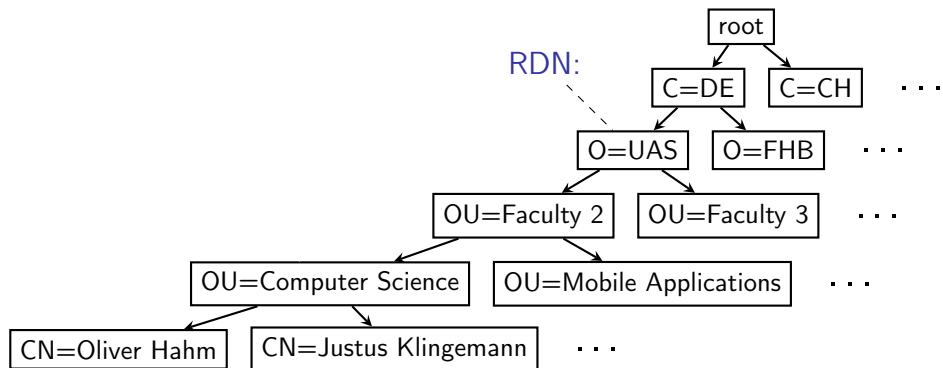 root
RDN:
C=DE C=CH . . .
O=UAS O=FHB . . .
OU=Faculty 2 OU=Faculty 3 . . .
OU=Computer Science OU=Mobile Applications . . .
CN=Oliver Hahm CN=Justus Klingemann . . .